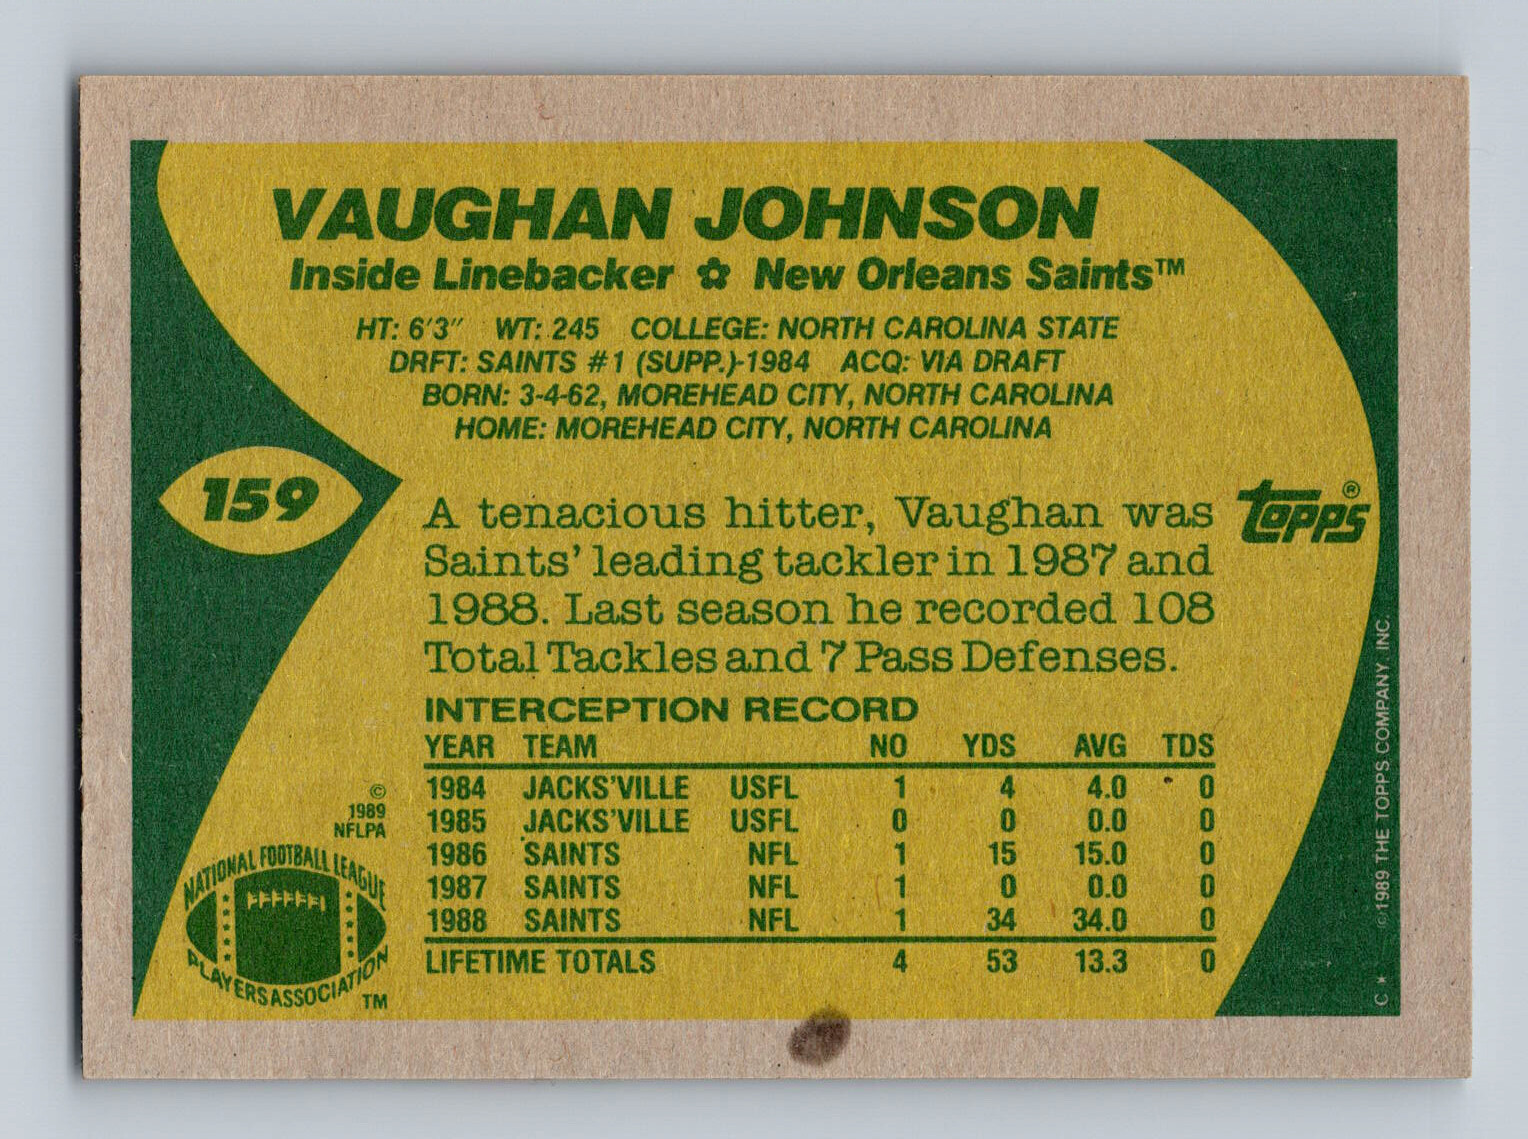 VAUGHAN JOHNSON
Inside Linebacker ✿ New Orleans Saints™
HT: 6'3" WT: 245 COLLEGE: NORTH CAROLINA STATE
DRFT: SAINTS #1 (SUPP.)-1984 ACQ: VIA DRAFT
BORN: 3-4-62, MOREHEAD CITY, NORTH CAROLINA
HOME: MOREHEAD CITY, NORTH CAROLINA
159
A tenacious hitter, Vaughan was
Saints' leading tackler in 1987 and
1988. Last season he recorded 108
Total Tackles and 7 Pass Defenses.
topps®
INTERCEPTION RECORD
YEAR TEAM NO YDS AVG TDS
1984 JACKS'VILLE USFL 1 4 4.0 0
1985 JACKS'VILLE USFL 0 0 0.0 0
1986 SAINTS NFL 1 15 15.0 0
1987 SAINTS NFL 1 0 0.0 0
1988 SAINTS NFL 1 34 34.0 0
LIFETIME TOTALS 4 53 13.3 0
©
1989
NFLPA
NATIONAL FOOTBALL LEAGUE
PLAYERS ASSOCIATION
TM
C * ©1989 THE TOPPS COMPANY, INC.